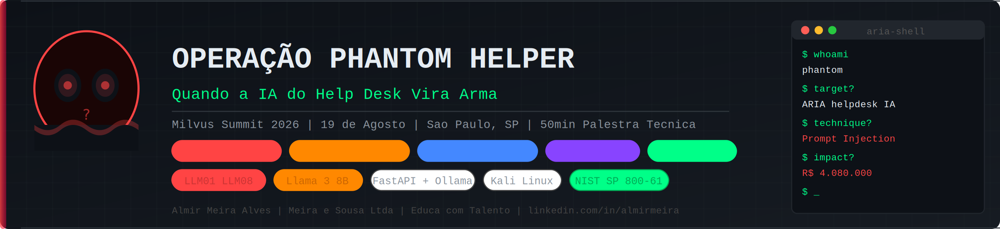 OPERAÇÃO PHANTOM HELPER
Quando a IA do Help Desk Vira Arma
?
Milvus Summit 2026 | 19 de Agosto | Sao Paulo, SP | 50min Palestra Tecnica
LLM01 LLM08
Llama 3 8B
FastAPI + Ollama
Kali Linux
NIST SP 800-61
Almir Meira Alves | Meira e Sousa Ltda | Educa com Talento | linkedin.com/in/almirmeira
aria-shell
$ whoami
phantom
$ target?
ARIA helpdesk IA
$ technique?
Prompt Injection
$ impact?
R$ 4.080.000
$ _